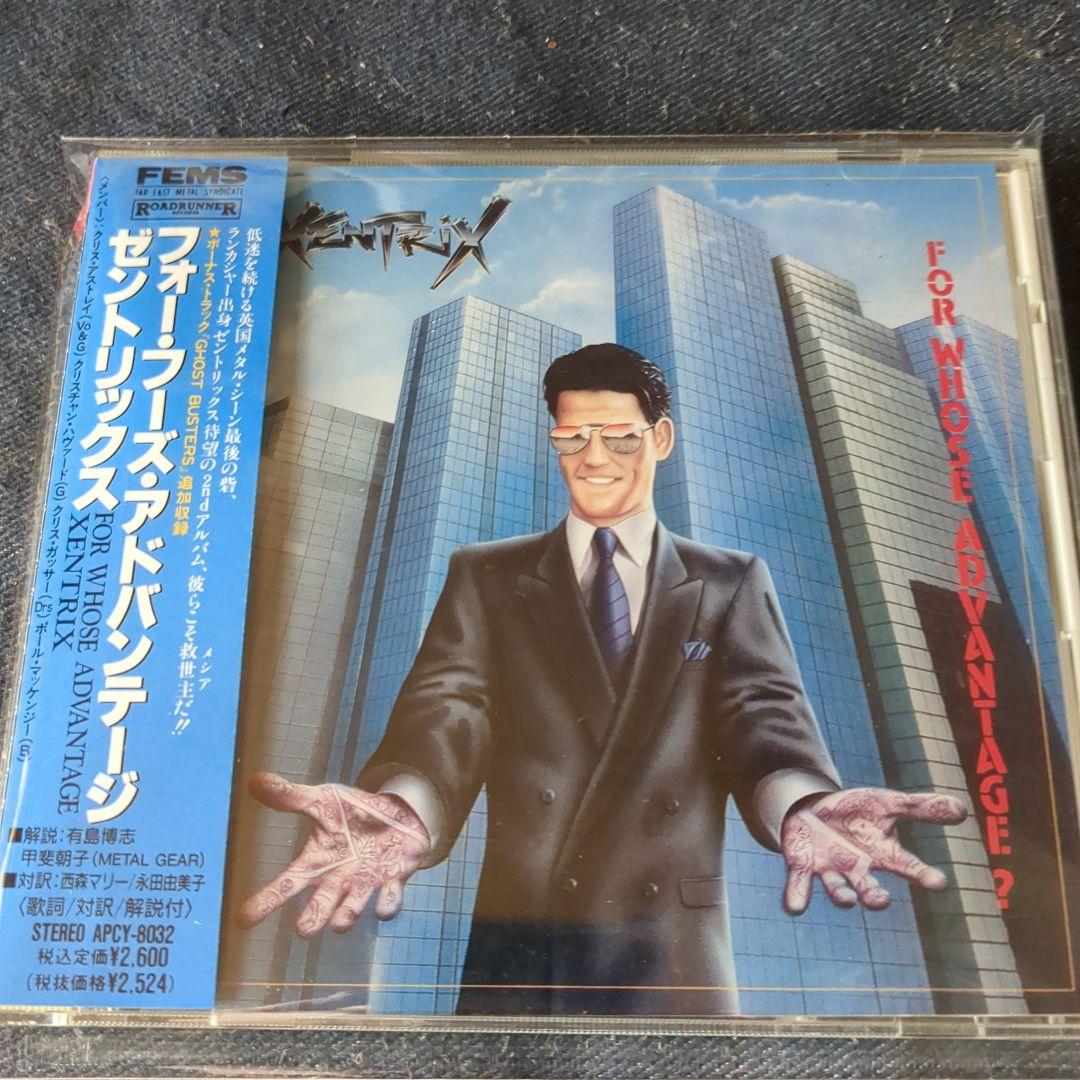 FEMS
FAR EAST METAL SYNDICATE
ROADRUNNER
RECORDS
低迷を続ける英国メタル・シーン最後の砦、
ランカシャー出身ゼントリックス待望の2ndアルバム、彼らこそ救世主だ!!
メシア
★ボーナス・トラック『GHOST BUSTERS』追加収録
フォー・フーズ・アドバンテージ
ゼントリックス
FOR WHOSE ADVANTAGE
XENTRIX
〈メンバー〉:クリス・アストレイ(Vo&G) クリスチャン・ハヴァード(G) クリス・ガッサー(Drs) ポール・マッケンジー(B)
■解説:有島博志
甲斐朝子(METAL GEAR)
■対訳:西森マリー/永田由美子
〈歌詞/対訳/解説付〉
STEREO APCY-8032
税込定価¥2,600
(税抜価格¥2,524)
XENTRIX
FOR WHOSE ADVANTAGE?